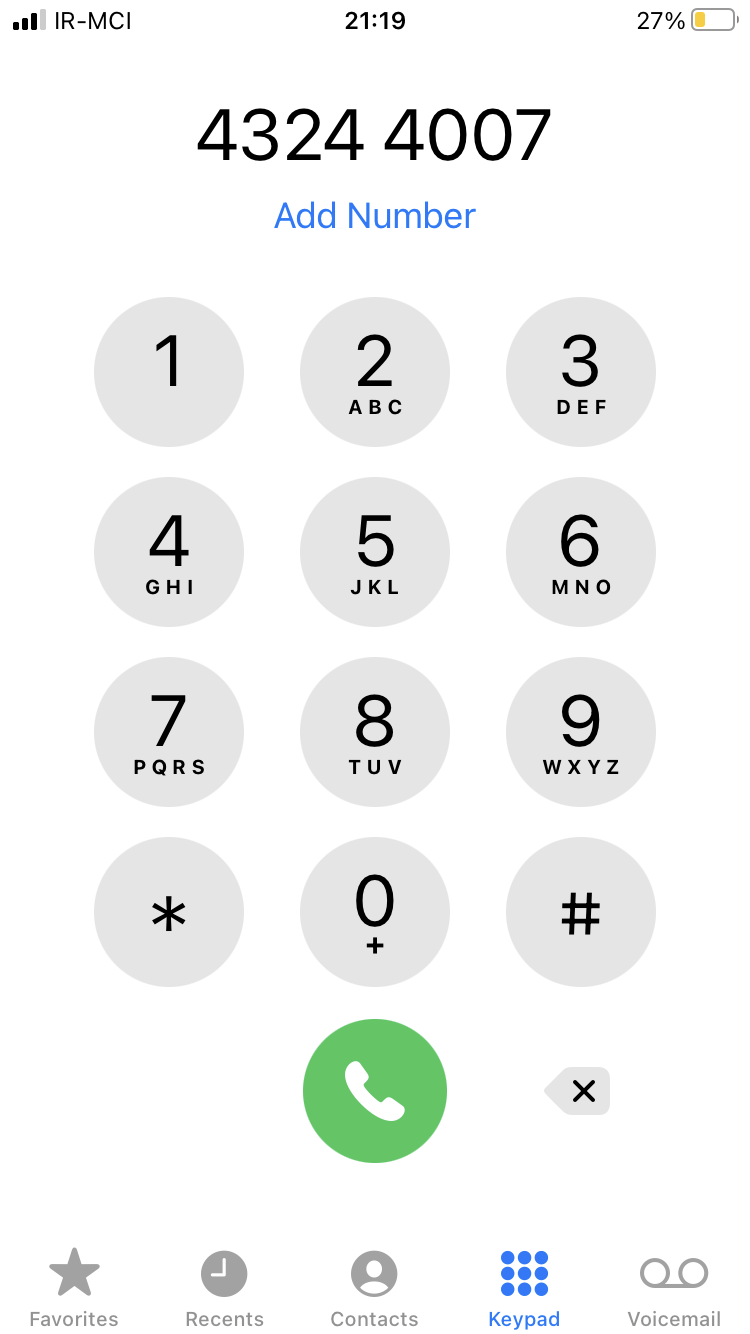 IR-MCI 21:19 27%
4324 4007
Add Number
1 2 3
ABC DEF
4 5 6
GHI JKL MNO
7 8 9
PQRS TUV WXYZ
* 0 #
+
Favorites Recents Contacts Keypad Voicemail